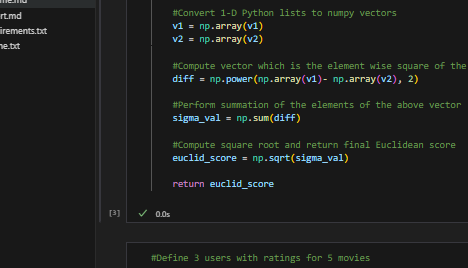 rt.md
irements.txt
ne.txt
#Convert 1-D Python lists to numpy vectors
v1 = np.array(v1)
v2 = np.array(v2)
#Compute vector which is the element wise square of the
diff = np.power(np.array(v1)- np.array(v2), 2)
#Perform summation of the elements of the above vector
sigma_val = np.sum(diff)
#Compute square root and return final Euclidean score
euclid_score = np.sqrt(sigma_val)
return euclid_score
[3]
0.0s
#Define 3 users with ratings for 5 movies